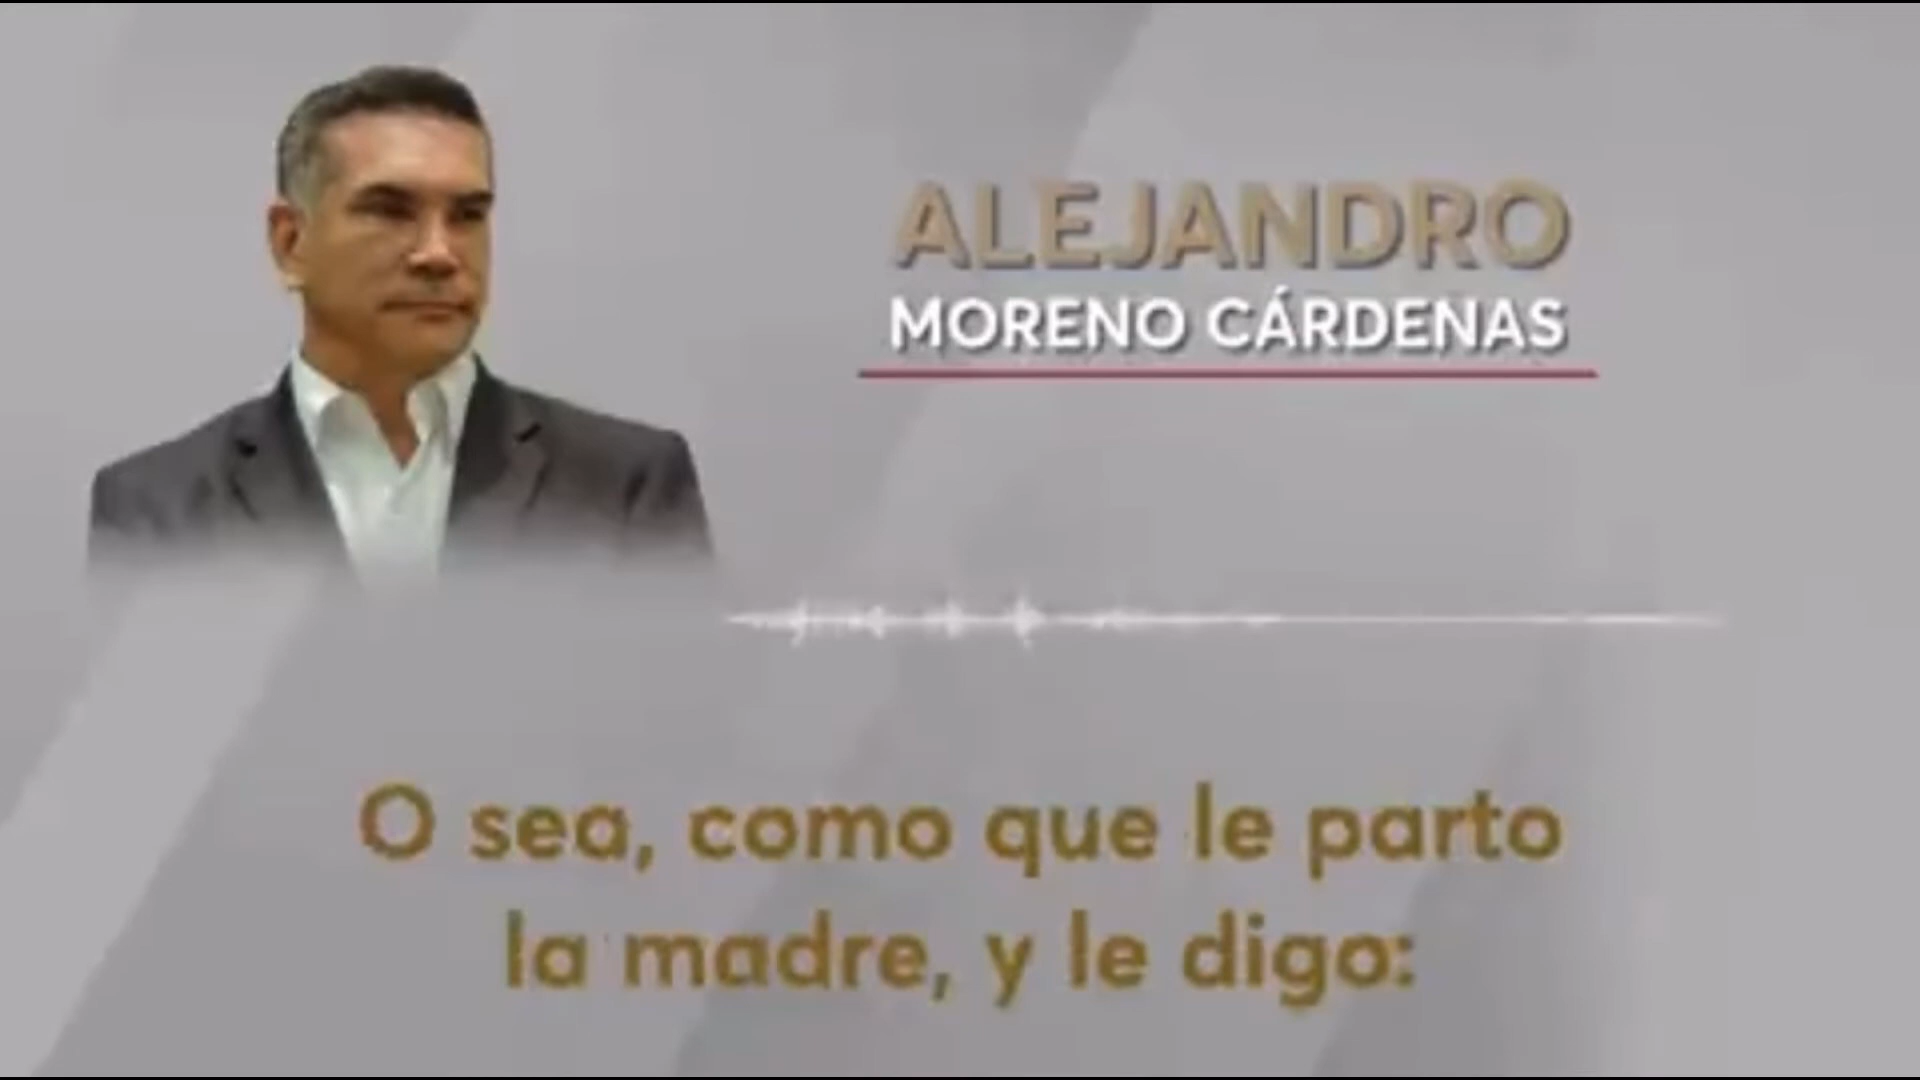 ALEJANDRO
MORENO CÁRDENAS
O sea, como que le parto
la madre, y le digo: